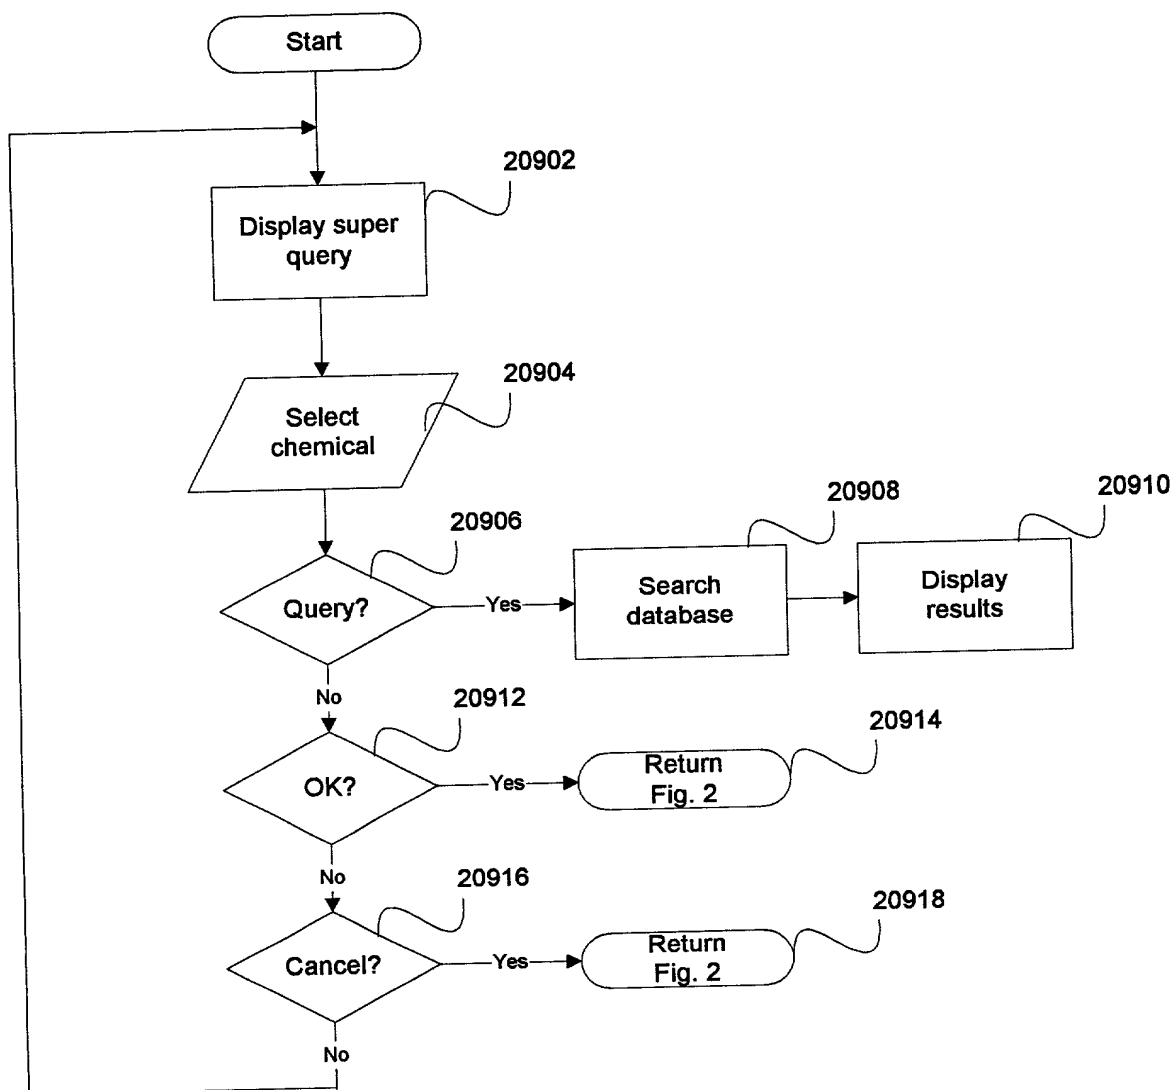 Start
20902
Display super
query
20904
Select
chemical
20906
Query?
Yes
20908
Search
database
20910
Display
results
No
20912
OK?
Yes
20914
Return
Fig. 2
No
20916
Cancel?
Yes
20918
Return
Fig. 2
No